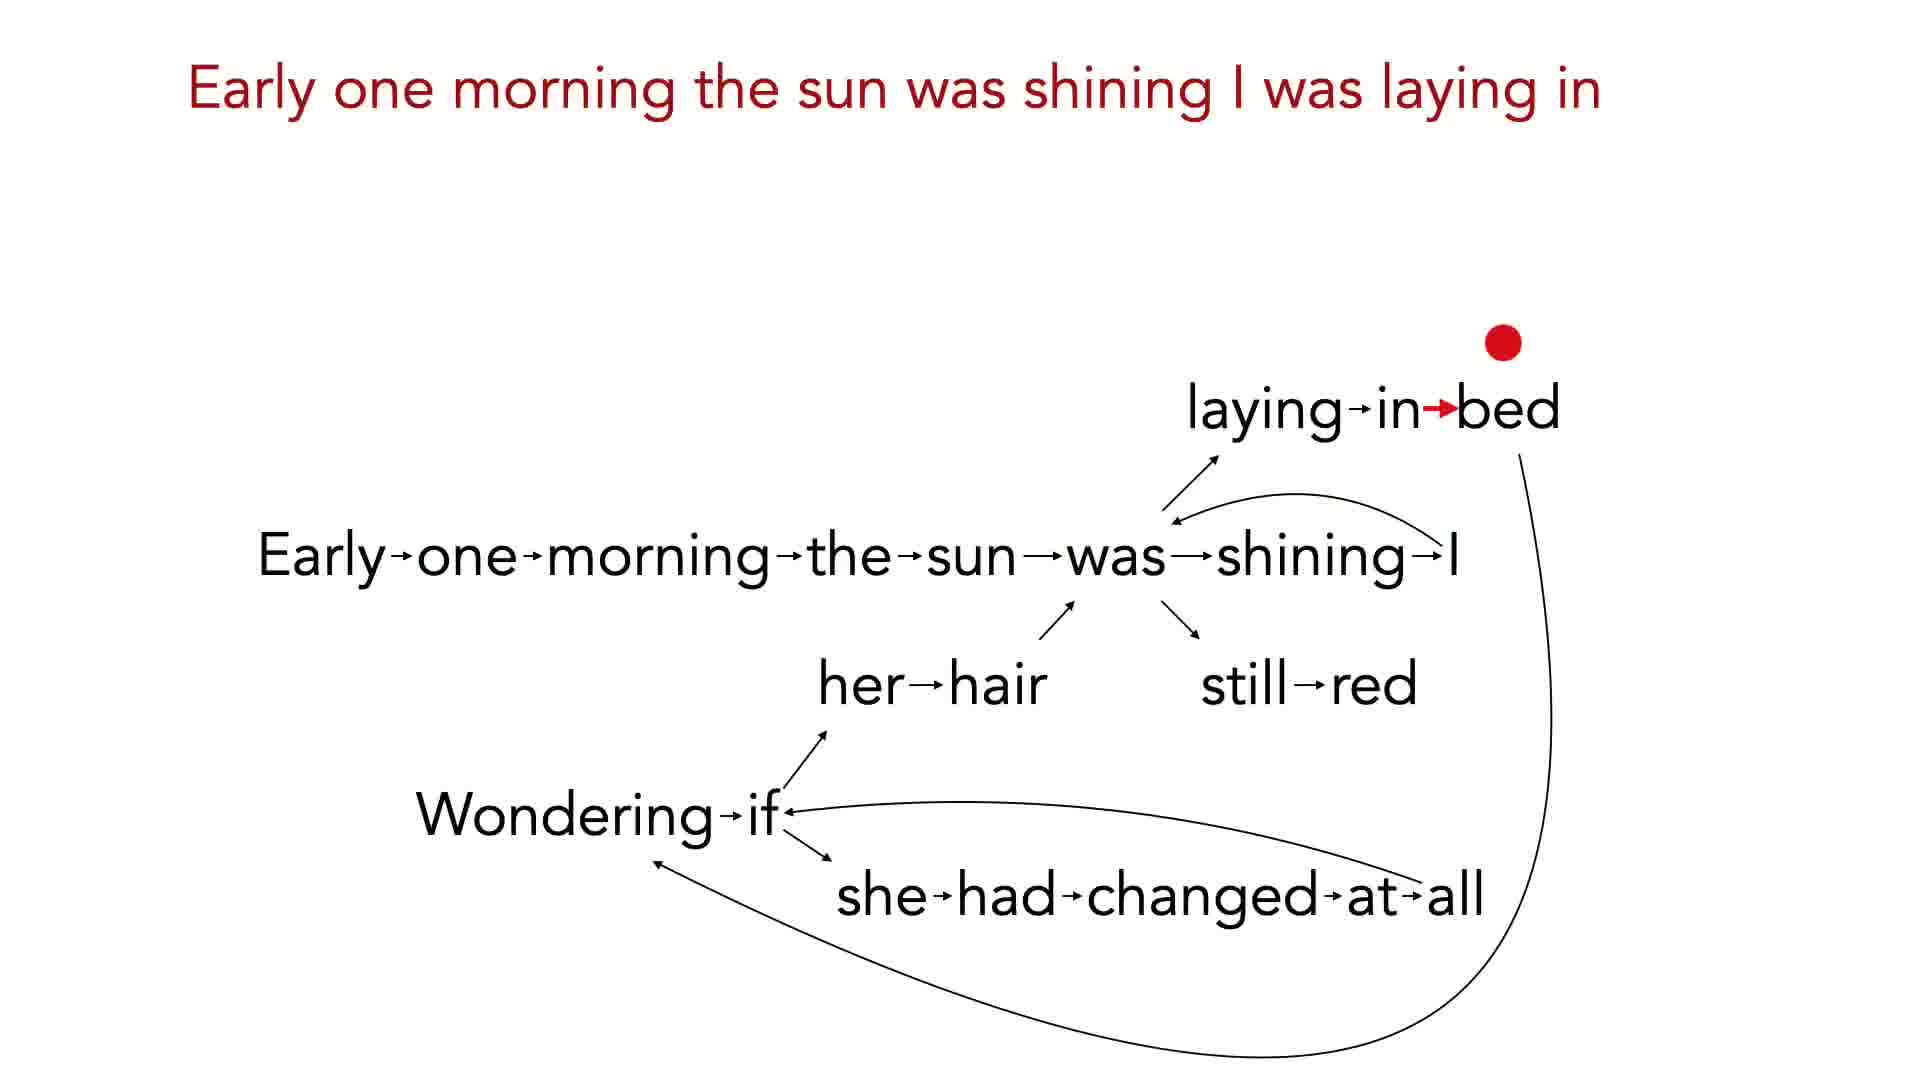 Early one morning the sun was shining I was laying in
laying in bed
Early one morning the sun was shining I
her hair still red
Wondering if
she had changed at all